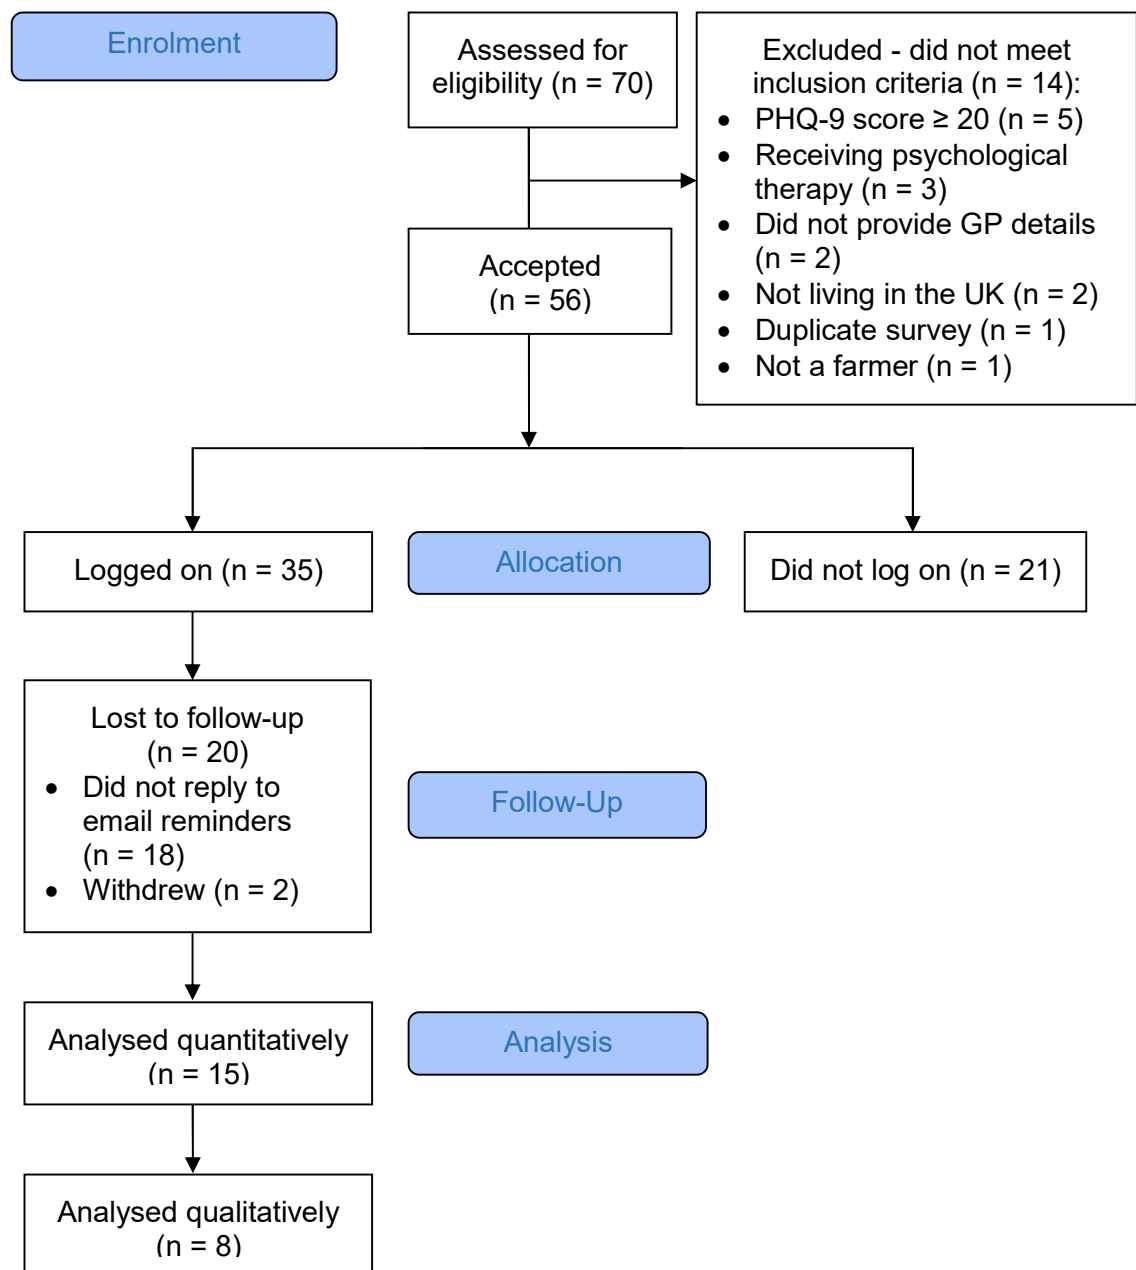 Enrolment
Assessed for
eligibility (n = 70)
Excluded - did not meet
inclusion criteria (n = 14):
• PHQ-9 score ≥ 20 (n = 5)
• Receiving psychological
therapy (n = 3)
• Did not provide GP details
(n = 2)
• Not living in the UK (n = 2)
• Duplicate survey (n = 1)
• Not a farmer (n = 1)
Accepted
(n = 56)
Logged on (n = 35)
Allocation
Did not log on (n = 21)
Lost to follow-up
(n = 20)
• Did not reply to
email reminders
(n = 18)
• Withdrew (n = 2)
Follow-Up
Analysed quantitatively
(n = 15)
Analysis
Analysed qualitatively
(n = 8)